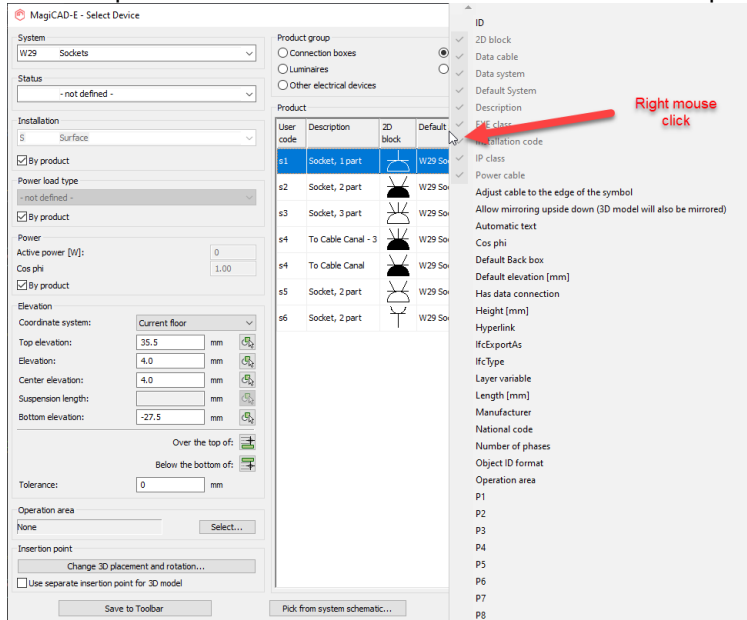 MagiCAD-E - Select Device
System
W29 Sockets
Status
- not defined -
Installation
S Surface
By product
Power load type
- not defined -
By product
Power
Active power [W]: 0
Cos phi 1.00
By product
Elevation
Coordinate system: Current floor
Top elevation: 35.5 mm
Elevation: 4.0 mm
Center elevation: 4.0 mm
Suspension length: mm
Bottom elevation: -27.5 mm
Over the top of:
Below the bottom of:
Tolerance: 0 mm
Operation area
None Select...
Insertion point
Change 3D placement and rotation...
Use separate insertion point for 3D model
Save to Toolbar
Product group
Connection boxes
Luminaires
Other electrical devices
Product
User code Description 2D block Default
s1 Socket, 1 part W29 So
s2 Socket, 2 part W29 So
s3 Socket, 3 part W29 So
s4 To Cable Canal - 3 W29 So
s4 To Cable Canal W29 So
s5 Socket, 2 part W29 So
s6 Socket, 2 part W29 So
Pick from system schematic...
ID
2D block
Data cable
Data system
Default System
Description
class
Installation code
IP class
Power cable
Adjust cable to the edge of the symbol
Allow mirroring upside down (3D model will also be mirrored)
Automatic text
Cos phi
Default Back box
Default elevation [mm]
Has data connection
Height [mm]
Hyperlink
IfcExportAs
IfcType
Layer variable
Length [mm]
Manufacturer
National code
Number of phases
Object ID format
Operation area
P1
P2
P3
P4
P5
P6
P7
P8
Right mouse
click